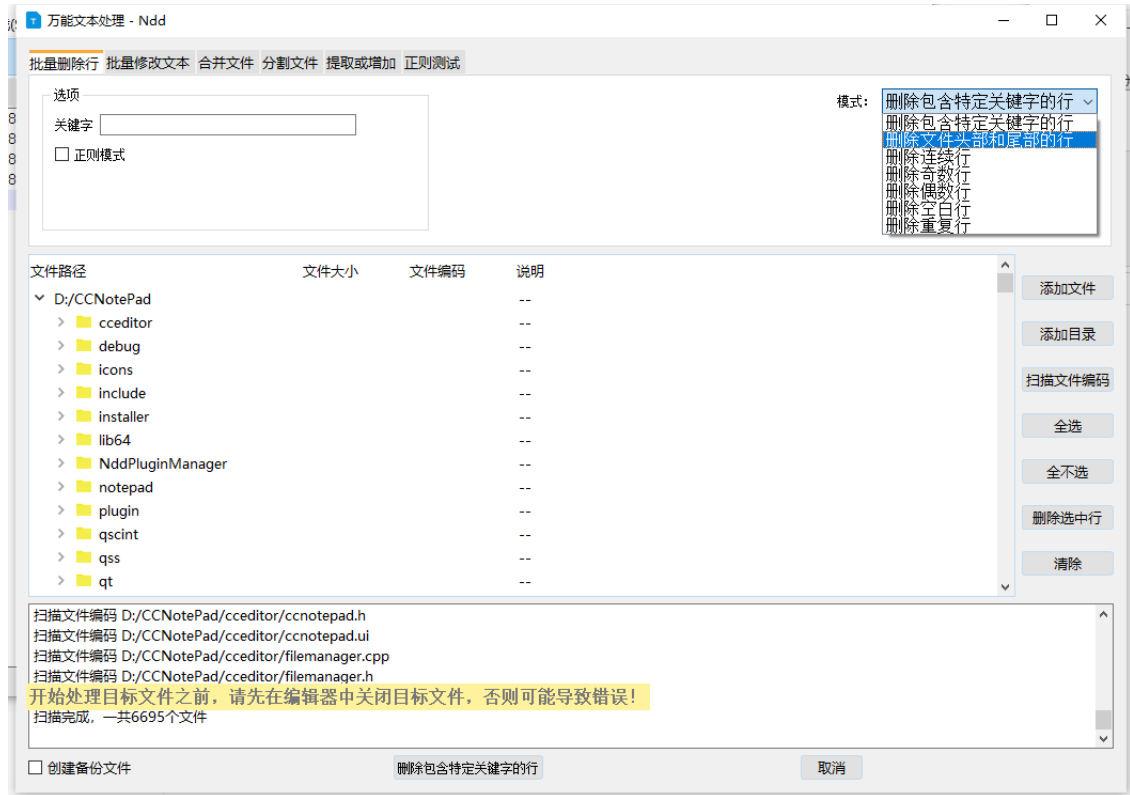 万能文本处理 - Ndd
批量删除行 批量修改文本 合并文件 分割文件 提取或增加 正则测试
选项
关键字
正则模式
模式： 删除包含特定关键字的行
删除包含特定关键字的行
删除文件头部和尾部的行
删除连续行
删除奇数行
删除偶数行
删除空白行
删除重复行
文件路径 文件大小 文件编码 说明
D:/CCNotePad --
cceditor --
debug --
icons --
include --
installer --
lib64 --
NddPluginManager --
notepad --
plugin --
qscint --
qss --
qt --
添加文件
添加目录
扫描文件编码
全选
全不选
删除选中行
清除
扫描文件编码 D:/CCNotePad/cceditor/ccnotepad.h
扫描文件编码 D:/CCNotePad/cceditor/ccnotepad.ui
扫描文件编码 D:/CCNotePad/cceditor/filemanager.cpp
扫描文件编码 D:/CCNotePad/cceditor/filemanager.h
开始处理目标文件之前，请先在编辑器中关闭目标文件，否则可能导致错误！
扫描完成，一共6695个文件
创建备份文件 删除包含特定关键字的行 取消